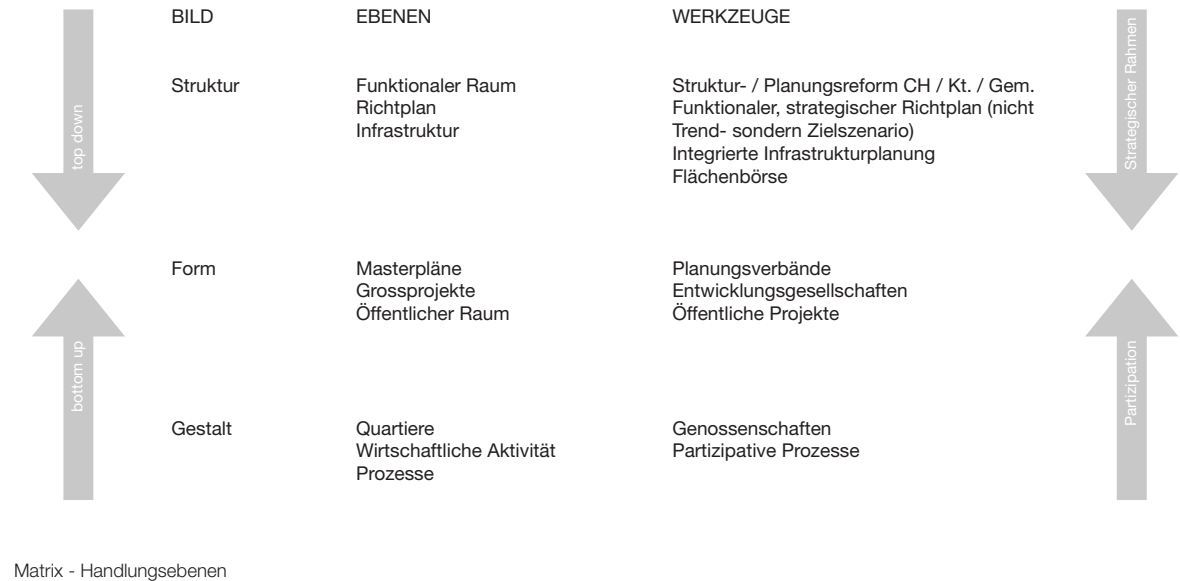 BILD
EBENEN
WERKZEUGE
top down
Strategischer Rahmen
Struktur
Funktionaler Raum
Richtplan
Infrastruktur
Struktur- / Planungsreform CH / Kt. / Gem.
Funktionaler, strategischer Richtplan (nicht
Trend- sondern Zielszenario)
Integrierte Infrastrukturplanung
Flächenbörse
Form
Masterpläne
Grossprojekte
Öffentlicher Raum
Planungsverbände
Entwicklungsgesellschaften
Öffentliche Projekte
bottom up
Partizipation
Gestalt
Quartiere
Wirtschaftliche Aktivität
Prozesse
Genossenschaften
Partizipative Prozesse
Matrix - Handlungsebenen